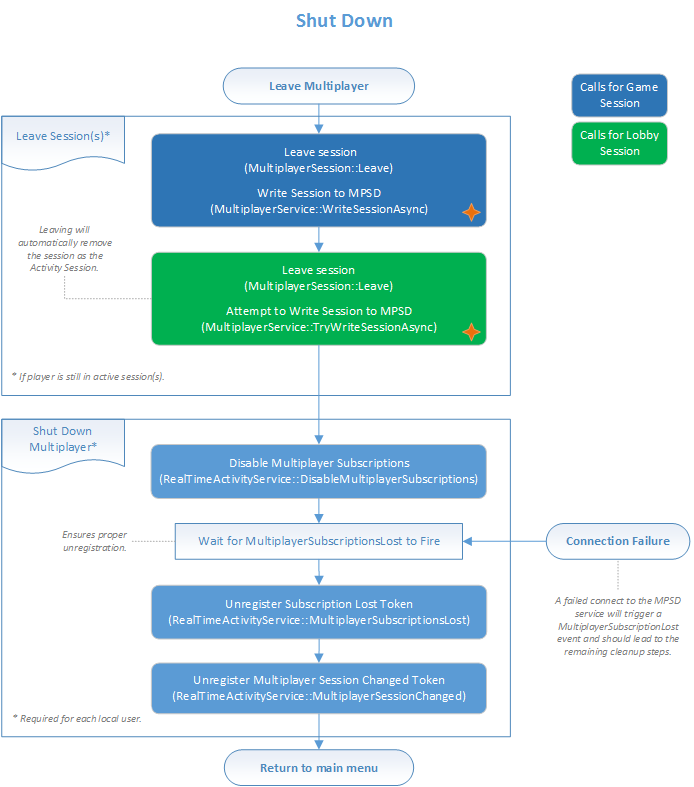 Shut Down
Leave Multiplayer
Calls for Game
Session
Calls for Lobby
Session
Leave Session(s)*
Leave session
(MultiplayerSession::Leave)
Write Session to MPSD
(MultiplayerService::WriteSessionAsync)
Leaving will
automatically remove
the session as the
Activity Session.
Leave session
(MultiplayerSession::Leave)
Attempt to Write Session to MPSD
(MultiplayerService::TryWriteSessionAsync)
* If player is still in active session(s).
Shut Down
Multiplayer*
Disable Multiplayer Subscriptions
(RealTimeActivityService::DisableMultiplayerSubscriptions)
Ensures proper
unregistration.
Wait for MultiplayerSubscriptionsLost to Fire
Connection Failure
A failed connect to the MPSD
service will trigger a
MultiplayerSubscriptionLost
event and should lead to the
remaining cleanup steps.
Unregister Subscription Lost Token
(RealTimeActivityService::MultiplayerSubscriptionsLost)
Unregister Multiplayer Session Changed Token
(RealTimeActivityService::MultiplayerSessionChanged)
* Required for each local user.
Return to main menu